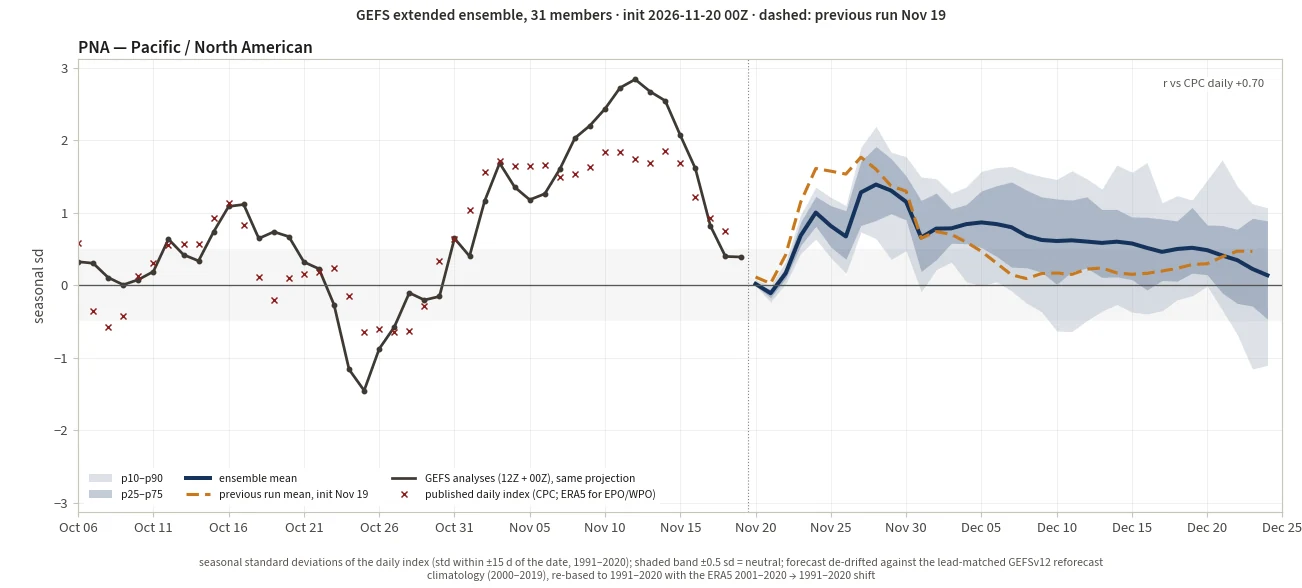 GEFS extended ensemble, 31 members · init 2026-11-20 00Z · dashed: previous run Nov 19
PNA — Pacific / North American
r vs CPC daily +0.70
seasonal sd
3
2
1
0
−1
−2
−3
p10–p90
p25–p75
ensemble mean
previous run mean, init Nov 19
GEFS analyses (12Z + 00Z), same projection
published daily index (CPC; ERA5 for EPO/WPO)
Oct 06 Oct 11 Oct 16 Oct 21 Oct 26 Oct 31 Nov 05 Nov 10 Nov 15 Nov 20 Nov 25 Nov 30 Dec 05 Dec 10 Dec 15 Dec 20 Dec 25
seasonal standard deviations of the daily index (std within ±15 d of the date, 1991–2020); shaded band ±0.5 sd = neutral; forecast de-drifted against the lead-matched GEFSv12 reforecast
climatology (2000–2019), re-based to 1991–2020 with the ERA5 2001–2020 → 1991–2020 shift